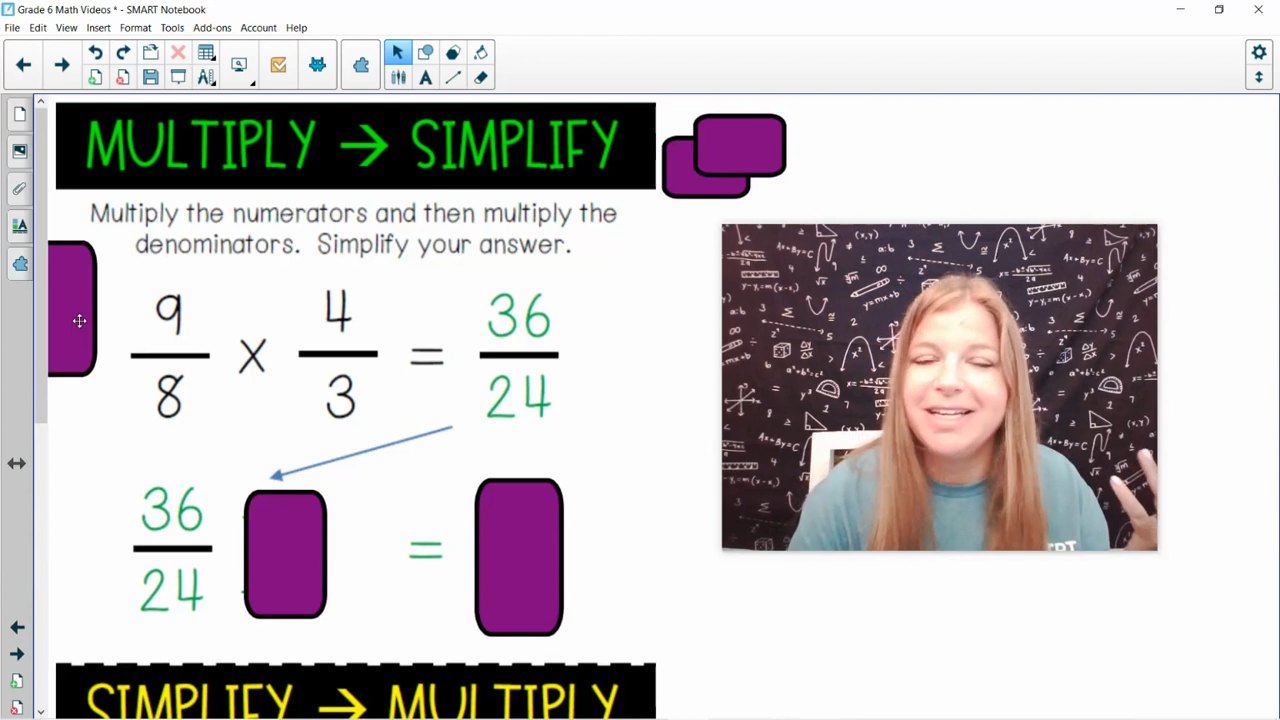 Grade 6 Math Videos * - SMART Notebook
File Edit View Insert Format Tools Add-ons Account Help
MULTIPLY → SIMPLIFY
Multiply the numerators and then multiply the
denominators. Simplify your answer.
9 4 36
X =
8 3 24
36
=
24
SIMPLIFY → MULTIPLY